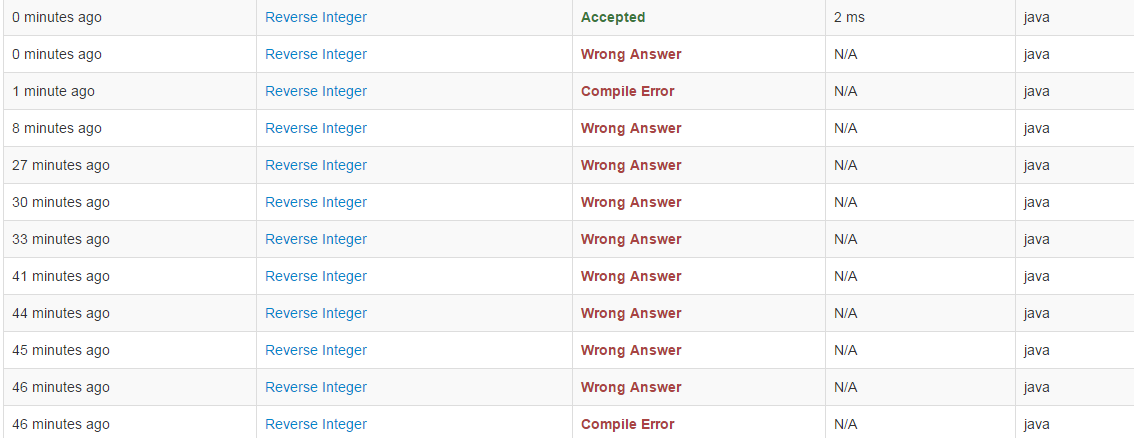 0 minutes ago Reverse Integer Accepted 2 ms java
0 minutes ago Reverse Integer Wrong Answer N/A java
1 minute ago Reverse Integer Compile Error N/A java
8 minutes ago Reverse Integer Wrong Answer N/A java
27 minutes ago Reverse Integer Wrong Answer N/A java
30 minutes ago Reverse Integer Wrong Answer N/A java
33 minutes ago Reverse Integer Wrong Answer N/A java
41 minutes ago Reverse Integer Wrong Answer N/A java
44 minutes ago Reverse Integer Wrong Answer N/A java
45 minutes ago Reverse Integer Wrong Answer N/A java
46 minutes ago Reverse Integer Wrong Answer N/A java
46 minutes ago Reverse Integer Compile Error N/A java